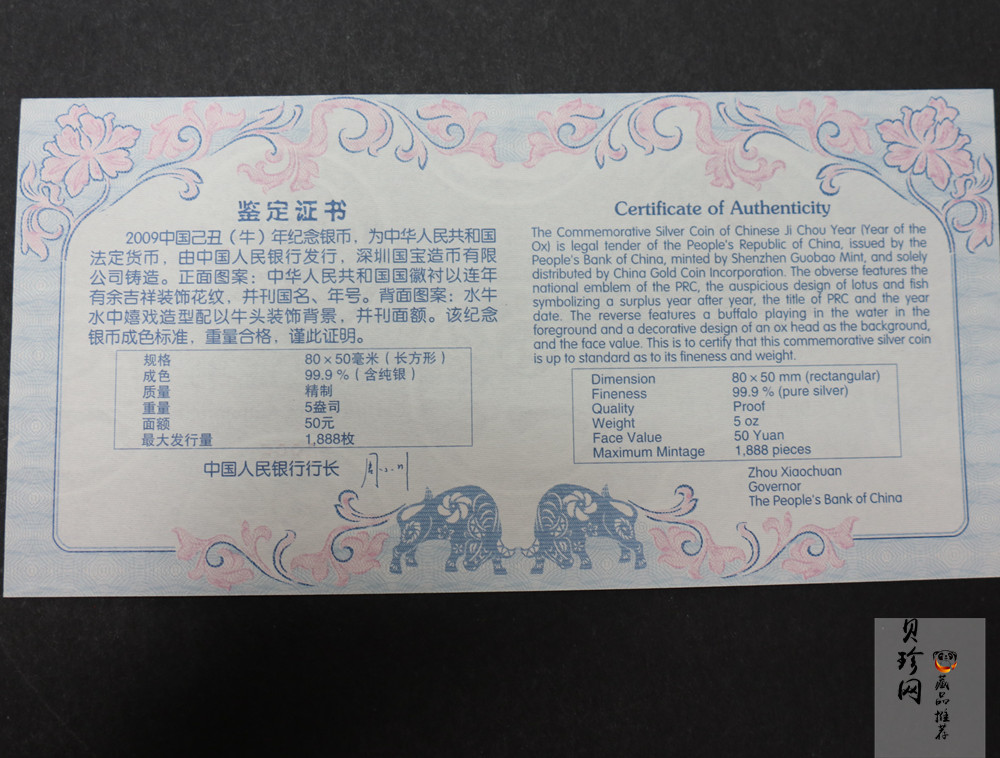 鉴定证书
2009中国己丑（牛）年纪念银币，为中华人民共和国
法定货币，由中国人民银行发行，深圳国宝造币有限
公司铸造。正面图案：中华人民共和国国徽衬以连年
有余吉祥装饰花纹，并刊国名、年号。背面图案：水牛
水中嬉戏造型配以牛头装饰背景，并刊面额。该纪念
银币成色标准，重量合格，谨此证明。
规格 80×50毫米（长方形）
成色 99.9％（含纯银）
质量 精制
重量 5盎司
面额 50元
最大发行量 1,888枚
中国人民银行行长
Certificate of Authenticity
The Commemorative Silver Coin of Chinese Ji Chou Year (Year of the
Ox) is legal tender of the People's Republic of China, issued by the
People's Bank of China, minted by Shenzhen Guobao Mint, and solely
distributed by China Gold Coin Incorporation. The obverse features the
national emblem of the PRC, the auspicious design of lotus and fish
symbolizing a surplus year after year, the title of PRC and the year
date. The reverse features a buffalo playing in the water in the
foreground and a decorative design of an ox head as the background,
and the face value. This is to certify that this commemorative silver coin
is up to standard as to its fineness and weight.
Dimension 80 × 50 mm (rectangular)
Fineness 99.9 % (pure silver)
Quality Proof
Weight 5 oz
Face Value 50 Yuan
Maximum Mintage 1,888 pieces
Zhou Xiaochuan
Governor
The People's Bank of China
贝珍网
藏品推荐